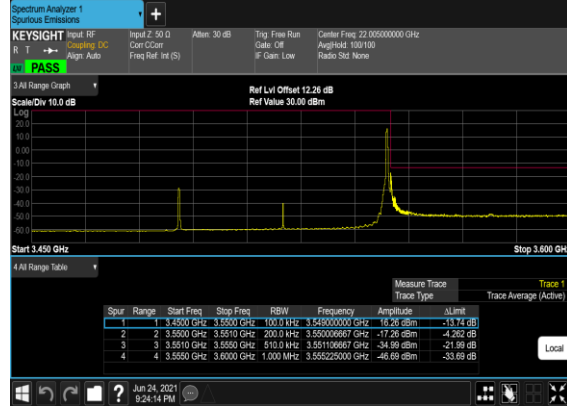 Spectrum Analyzer 1
Spurious Emissions
+
KEYSIGHT Input: RF Input Z: 50 Ω Atten: 30 dB Trig: Free Run Center Freq: 22.005000000 GHz
R T Coupling: DC Corr CCorr Gate: Off Avg|Hold: 100/100
Align: Auto Freq Ref: Int (S) IF Gain: Low Radio Std: None
LW PASS
3 All Range Graph
Ref Lvl Offset 12.26 dB
Scale/Div 10.0 dB Ref Value 30.00 dBm
Log
20.0
10.0
0.00
-10.0
-20.0
-30.0
-40.0
-50.0
-60.0
Start 3.450 GHz Stop 3.600 GHz
4 All Range Table
Measure Trace Trace 1
Trace Type Trace Average (Active)
Spur Range Start Freq Stop Freq RBW Frequency Amplitude ΔLimit
1 1 3.4500 GHz 3.5500 GHz 100.0 kHz 3.549000000 GHz 16.26 dBm -13.74 dB
2 2 3.5500 GHz 3.5510 GHz 200.0 kHz 3.550006667 GHz -17.26 dBm -4.262 dB
3 3 3.5510 GHz 3.5550 GHz 510.0 kHz 3.551106667 GHz -34.99 dBm -21.99 dB
4 4 3.5550 GHz 3.6000 GHz 1.000 MHz 3.555225000 GHz -46.69 dBm -33.69 dB
Local
? Jun 24, 2021
9:24:14 PM